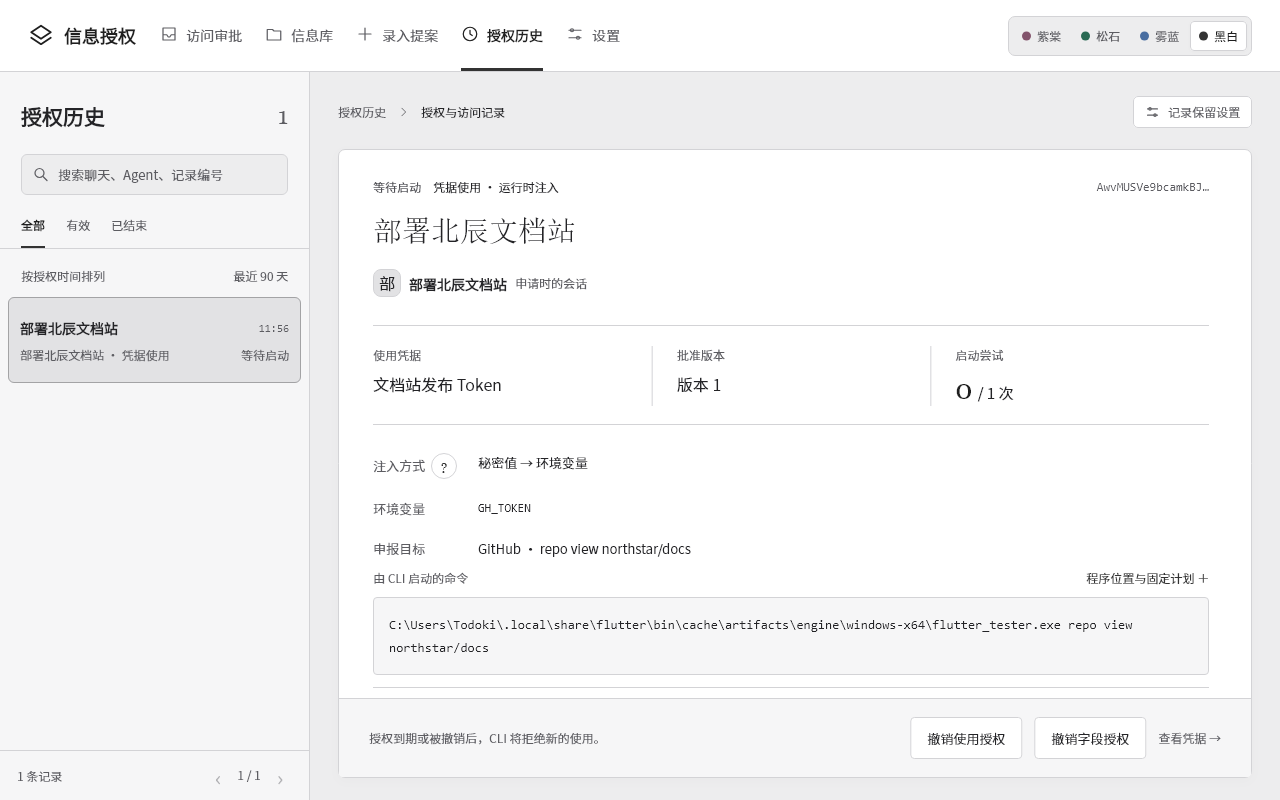 信息授权
访问审批
信息库
录入提案
授权历史
设置
紫棠
松石
雾蓝
黑白
授权历史
1
搜索聊天、Agent、记录编号
全部
有效
已结束
按授权时间排列
最近 90 天
部署北辰文档站
11:56
部署北辰文档站 · 凭据使用
等待启动
1 条记录
‹ 1 / 1 ›
授权历史 > 授权与访问记录
记录保留设置
等待启动 凭据使用 · 运行时注入
AwvMUSVe9bcamkBJ…
部署北辰文档站
部 部署北辰文档站 申请时的会话
使用凭据
文档站发布 Token
批准版本
版本 1
启动尝试
0 / 1 次
注入方式 ? 秘密值 → 环境变量
环境变量 GH_TOKEN
申报目标 GitHub · repo view northstar/docs
由 CLI 启动的命令
程序位置与固定计划 +
C:\Users\Todoki\.local\share\flutter\bin\cache\artifacts\engine\windows-x64\flutter_tester.exe repo view
northstar/docs
授权到期或被撤销后，CLI 将拒绝新的使用。
撤销使用授权
撤销字段授权
查看凭据 →